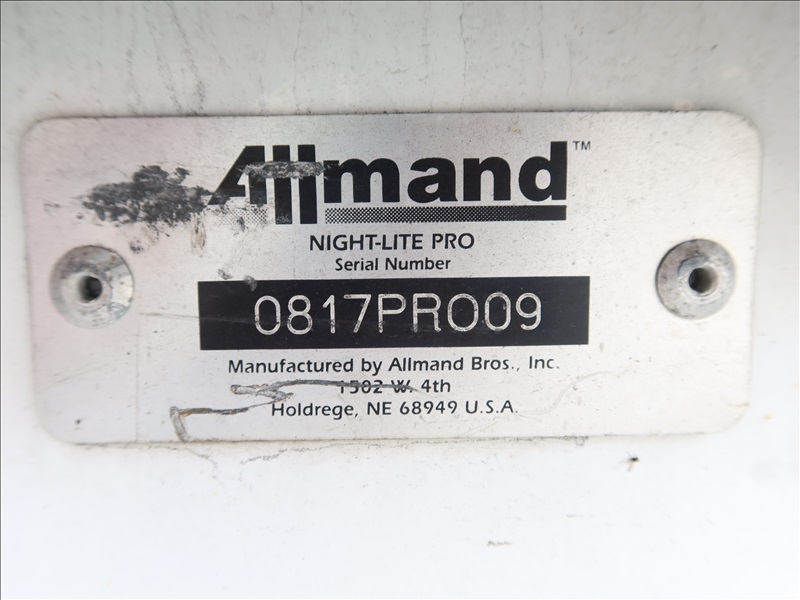 Allmand™
NIGHT-LITE PRO
Serial Number
0817PRO09
Manufactured by Allmand Bros., Inc.
1502 W. 4th
Holdrege, NE 68949 U.S.A.